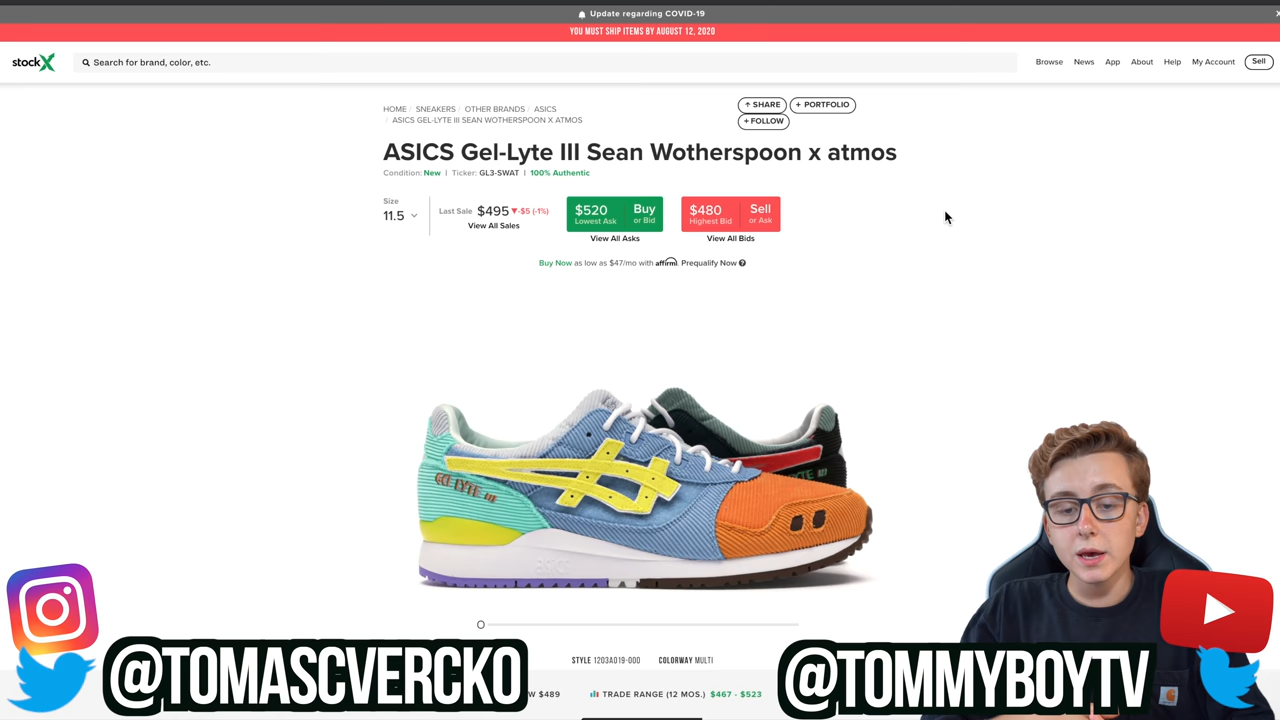 Update regarding COVID-19
YOU MUST SHIP ITEMS BY AUGUST 12, 2020
stockX
Search for brand, color, etc.
Browse News App About Help My Account Sell
HOME / SNEAKERS / OTHER BRANDS / ASICS
/ ASICS GEL-LYTE III SEAN WOTHERSPOON X ATMOS
↑ SHARE + PORTFOLIO
+ FOLLOW
ASICS Gel-Lyte III Sean Wotherspoon x atmos
Condition: New | Ticker: GL3-SWAT | 100% Authentic
Size
11.5
Last Sale $495 ▼-$5 (-1%)
View All Sales
$520 Buy
Lowest Ask or Bid
View All Asks
$480 Sell
Highest Bid or Ask
View All Bids
Buy Now as low as $47/mo with affirm. Prequalify Now ?
GEL-LYTE III
asics
STYLE 1203A019-000 COLORWAY MULTI
W $489 TRADE RANGE (12 MOS.) $467 - $523
@TOMASCVERCKO
@TOMMYBOYTV